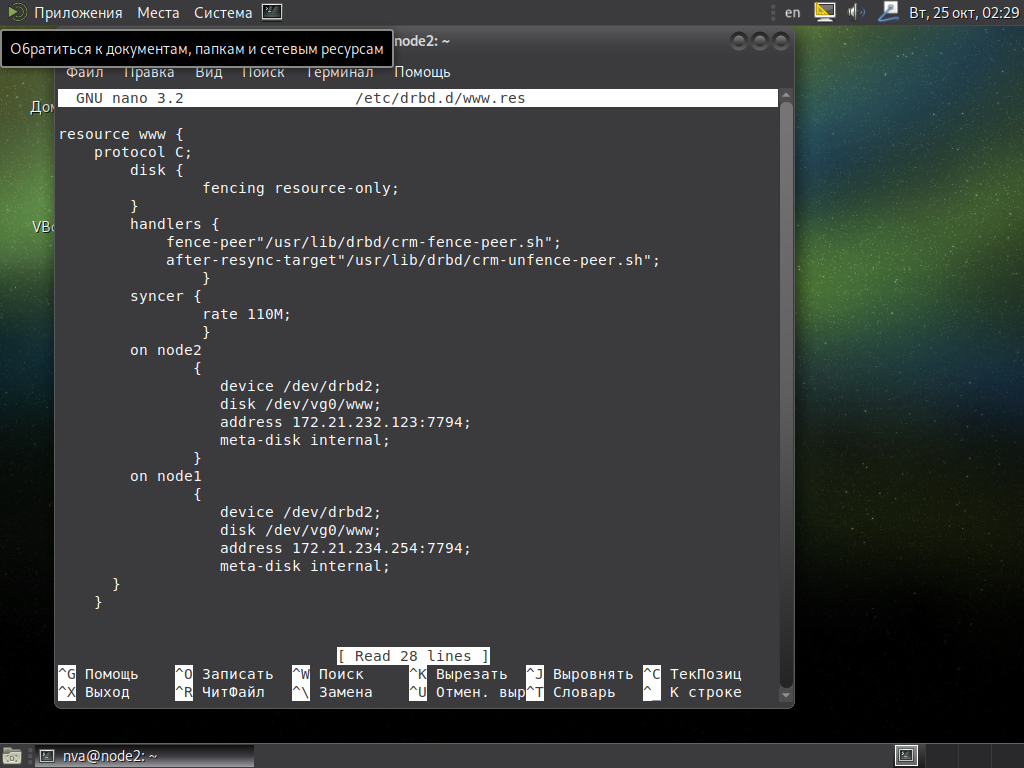 Приложения Места Система en Вт, 25 окт, 02:29
Обратиться к документам, папкам и сетевым ресурсам
node2: ~
Файл Правка Вид Поиск Терминал Помощь
GNU nano 3.2 /etc/drbd.d/www.res
resource www {
protocol C;
disk {
fencing resource-only;
}
handlers {
fence-peer"/usr/lib/drbd/crm-fence-peer.sh";
after-resync-target"/usr/lib/drbd/crm-unfence-peer.sh";
}
syncer {
rate 110M;
}
on node2
{
device /dev/drbd2;
disk /dev/vg0/www;
address 172.21.232.123:7794;
meta-disk internal;
}
on node1
{
device /dev/drbd2;
disk /dev/vg0/www;
address 172.21.234.254:7794;
meta-disk internal;
}
}
[ Read 28 lines ]
^G Помощь ^O Записать ^W Поиск ^K Вырезать ^J Выровнять ^C ТекПозиц
^X Выход ^R ЧитФайл ^\ Замена ^U Отмен. выр^T Словарь ^_ К строке
nva@node2: ~